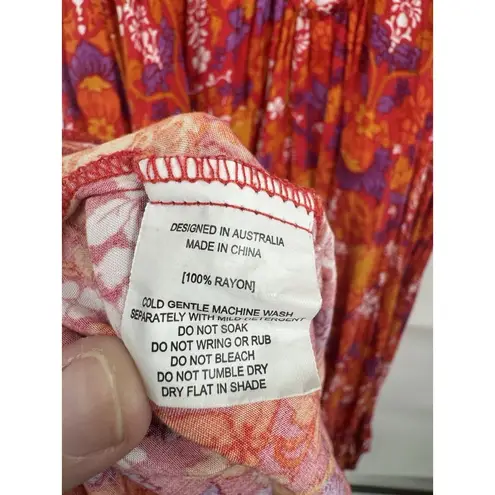 DESIGNED IN AUSTRALIA
MADE IN CHINA
[100% RAYON]
COLD GENTLE MACHINE WASH
SEPARATELY WITH MILD DETERGENT
DO NOT SOAK
DO NOT WRING OR RUB
DO NOT BLEACH
DO NOT TUMBLE DRY
DRY FLAT IN SHADE